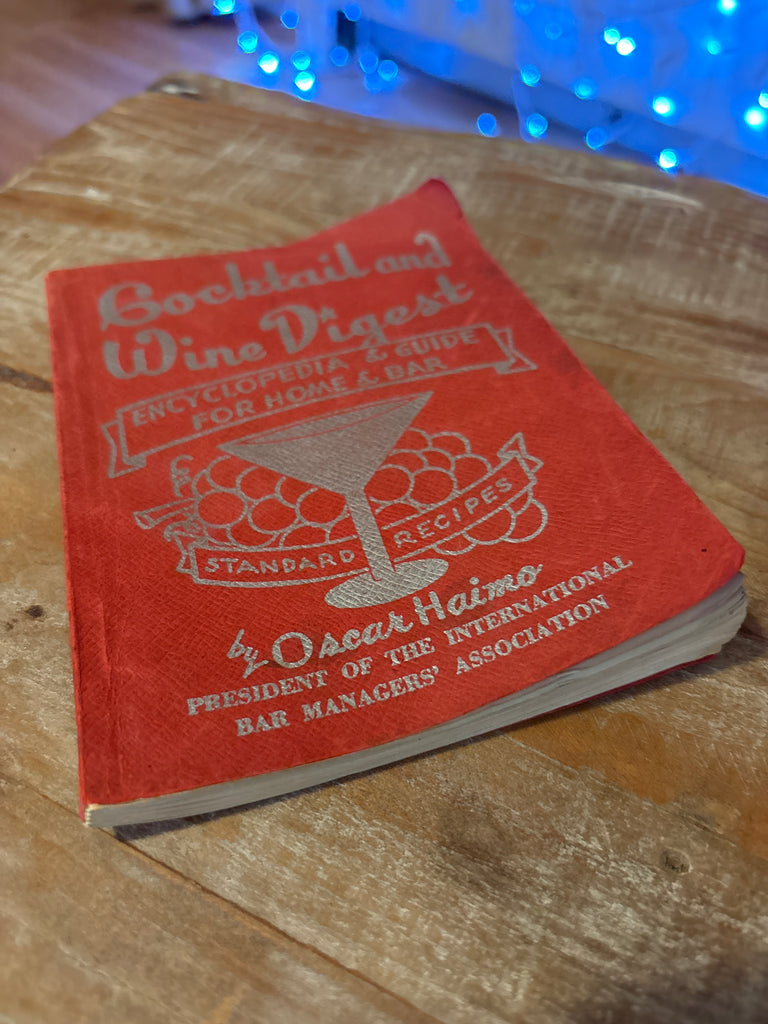 Cocktail and
Wine Digest
ENCYCLOPEDIA & GUIDE
FOR HOME & BAR
STANDARD RECIPES
by Oscar Haimo
PRESIDENT OF THE INTERNATIONAL
BAR MANAGERS' ASSOCIATION